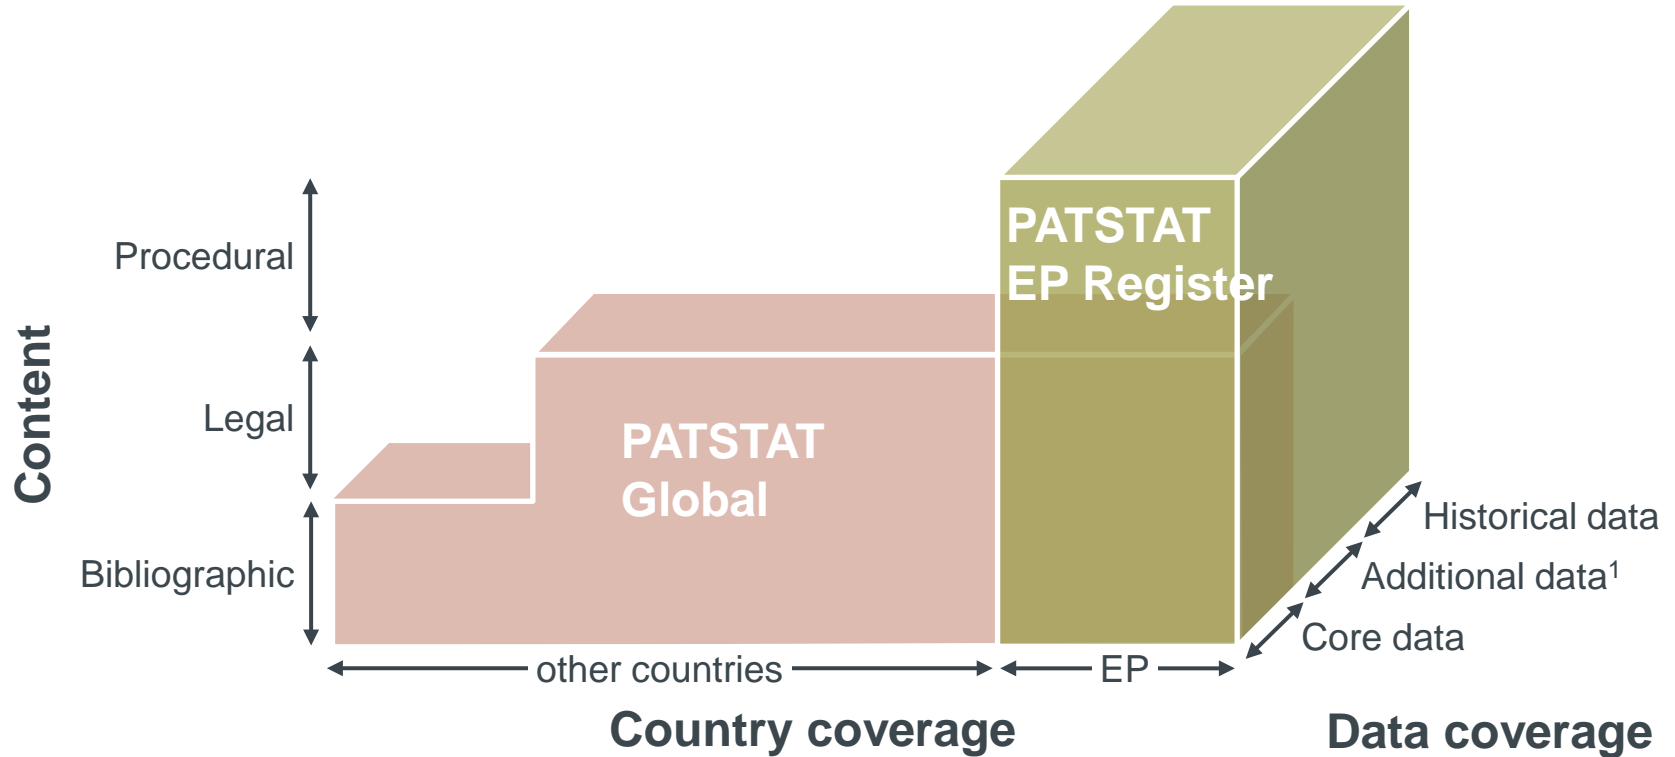 PATSTAT
EP Register
Procedural
Content
Legal
PATSTAT
Global
Bibliographic
Historical data
Additional data¹
Core data
other countries
EP
Country coverage
Data coverage